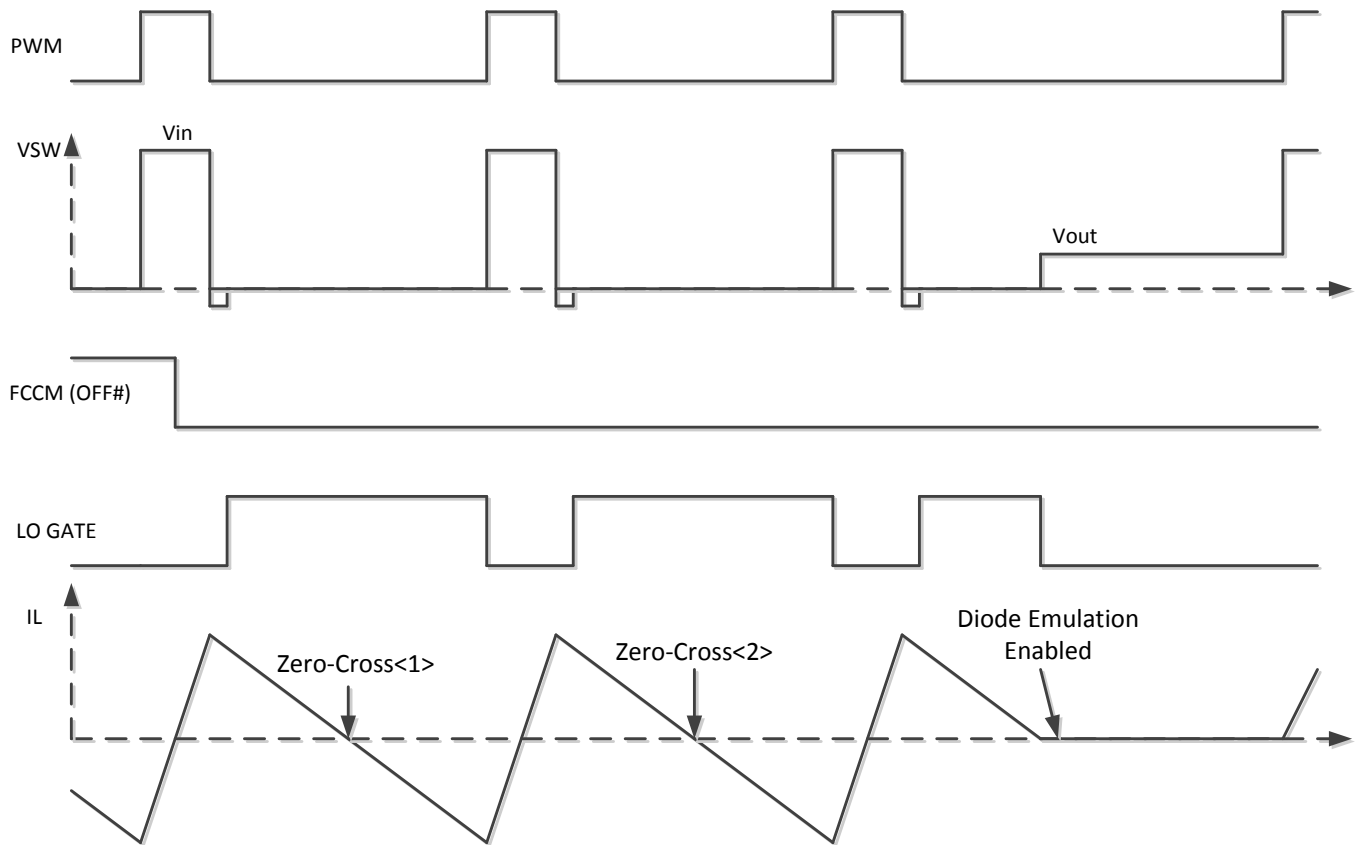 PWM
Vin
VSW
Vout
FCCM (OFF#)
LO GATE
IL
Zero-Cross<1>
Zero-Cross<2>
Diode Emulation
Enabled